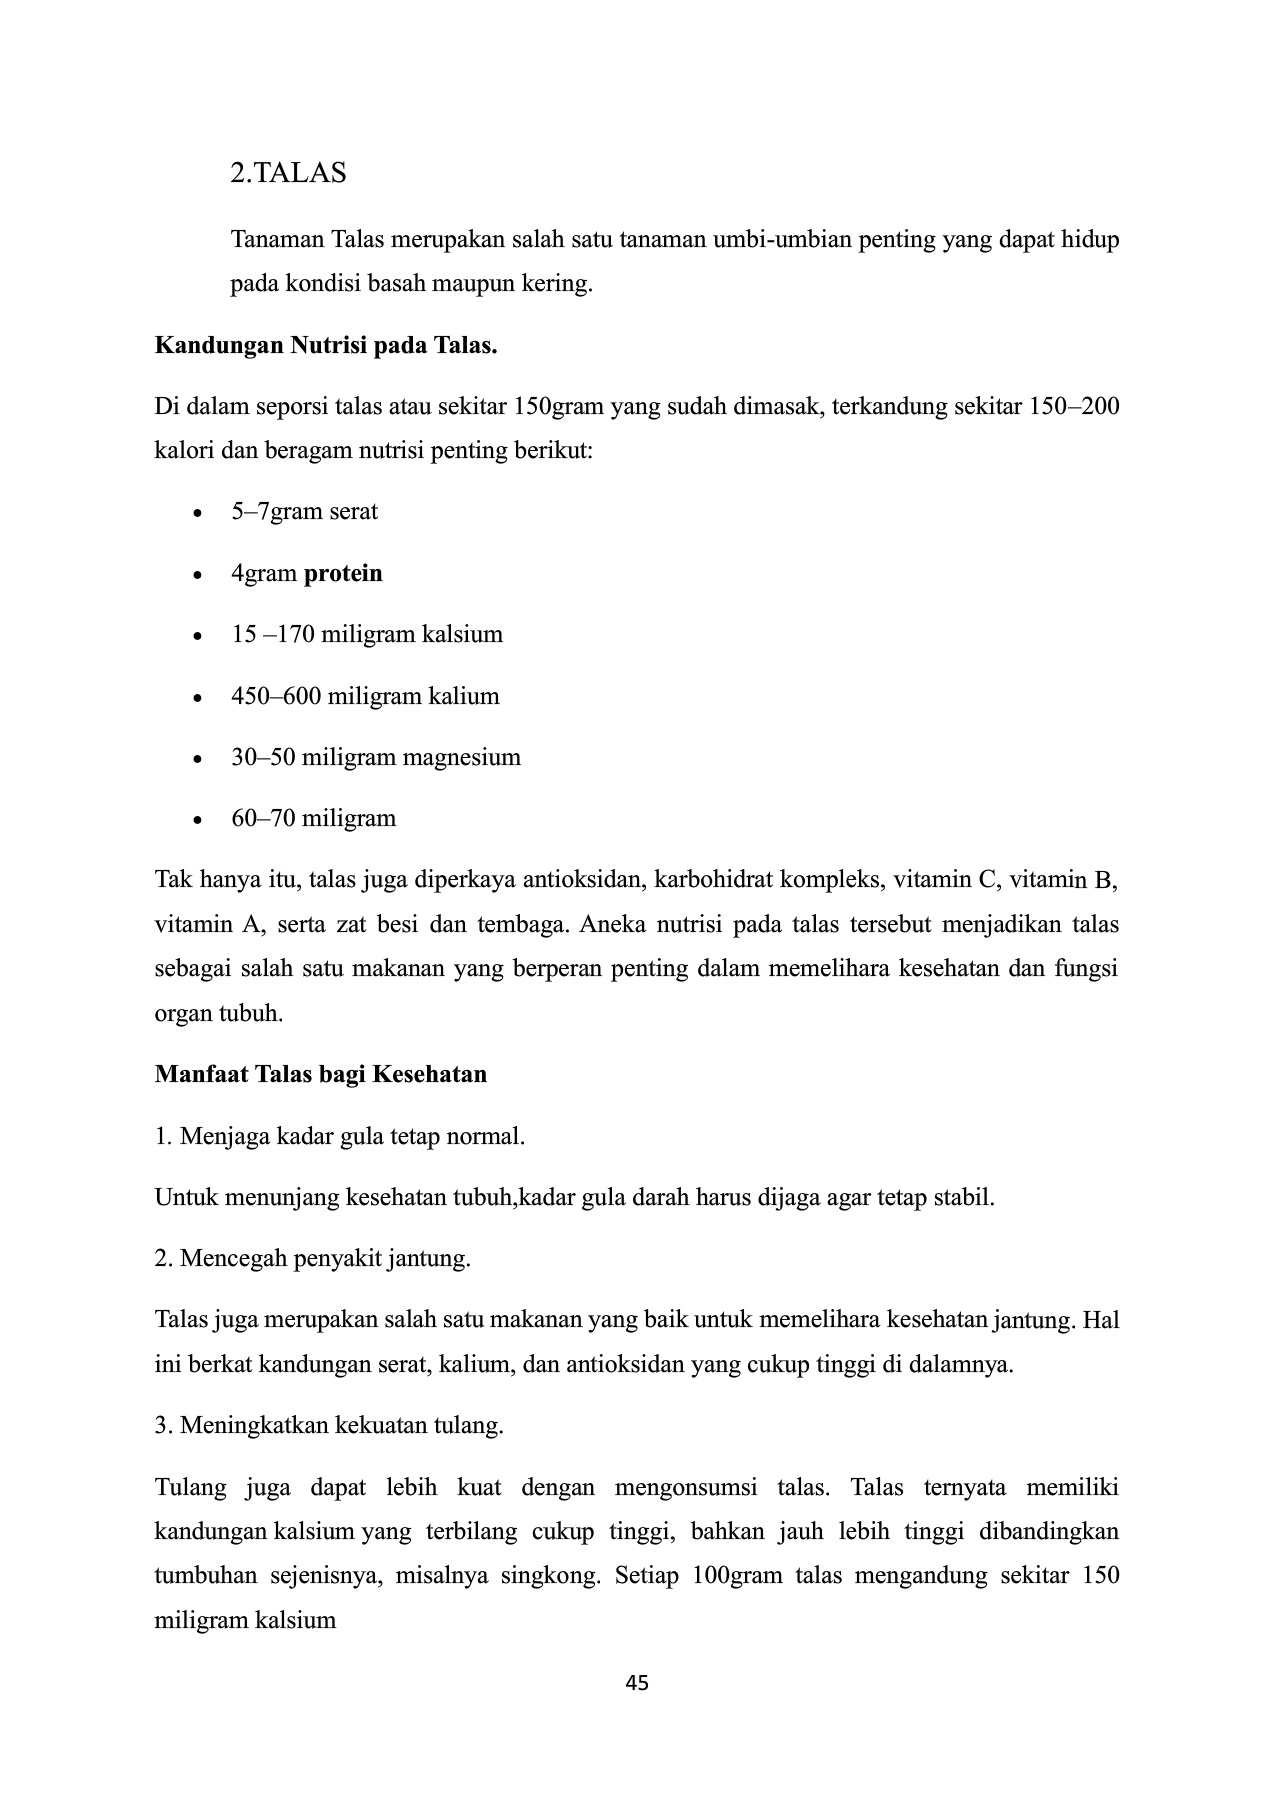 2.TALAS
Tanaman Talas merupakan salah satu tanaman umbi-umbian penting yang dapat hidup
pada kondisi basah maupun kering.
Kandungan Nutrisi pada Talas.
Di dalam seporsi talas atau sekitar 150gram yang sudah dimasak, terkandung sekitar 150–200
kalori dan beragam nutrisi penting berikut:
• 5–7gram serat
• 4gram protein
• 15 –170 miligram kalsium
• 450–600 miligram kalium
• 30–50 miligram magnesium
• 60–70 miligram
Tak hanya itu, talas juga diperkaya antioksidan, karbohidrat kompleks, vitamin C, vitamin B,
vitamin A, serta zat besi dan tembaga. Aneka nutrisi pada talas tersebut menjadikan talas
sebagai salah satu makanan yang berperan penting dalam memelihara kesehatan dan fungsi
organ tubuh.
Manfaat Talas bagi Kesehatan
1. Menjaga kadar gula tetap normal.
Untuk menunjang kesehatan tubuh,kadar gula darah harus dijaga agar tetap stabil.
2. Mencegah penyakit jantung.
Talas juga merupakan salah satu makanan yang baik untuk memelihara kesehatan jantung. Hal
ini berkat kandungan serat, kalium, dan antioksidan yang cukup tinggi di dalamnya.
3. Meningkatkan kekuatan tulang.
Tulang juga dapat lebih kuat dengan mengonsumsi talas. Talas ternyata memiliki
kandungan kalsium yang terbilang cukup tinggi, bahkan jauh lebih tinggi dibandingkan
tumbuhan sejenisnya, misalnya singkong. Setiap 100gram talas mengandung sekitar 150
miligram kalsium
45